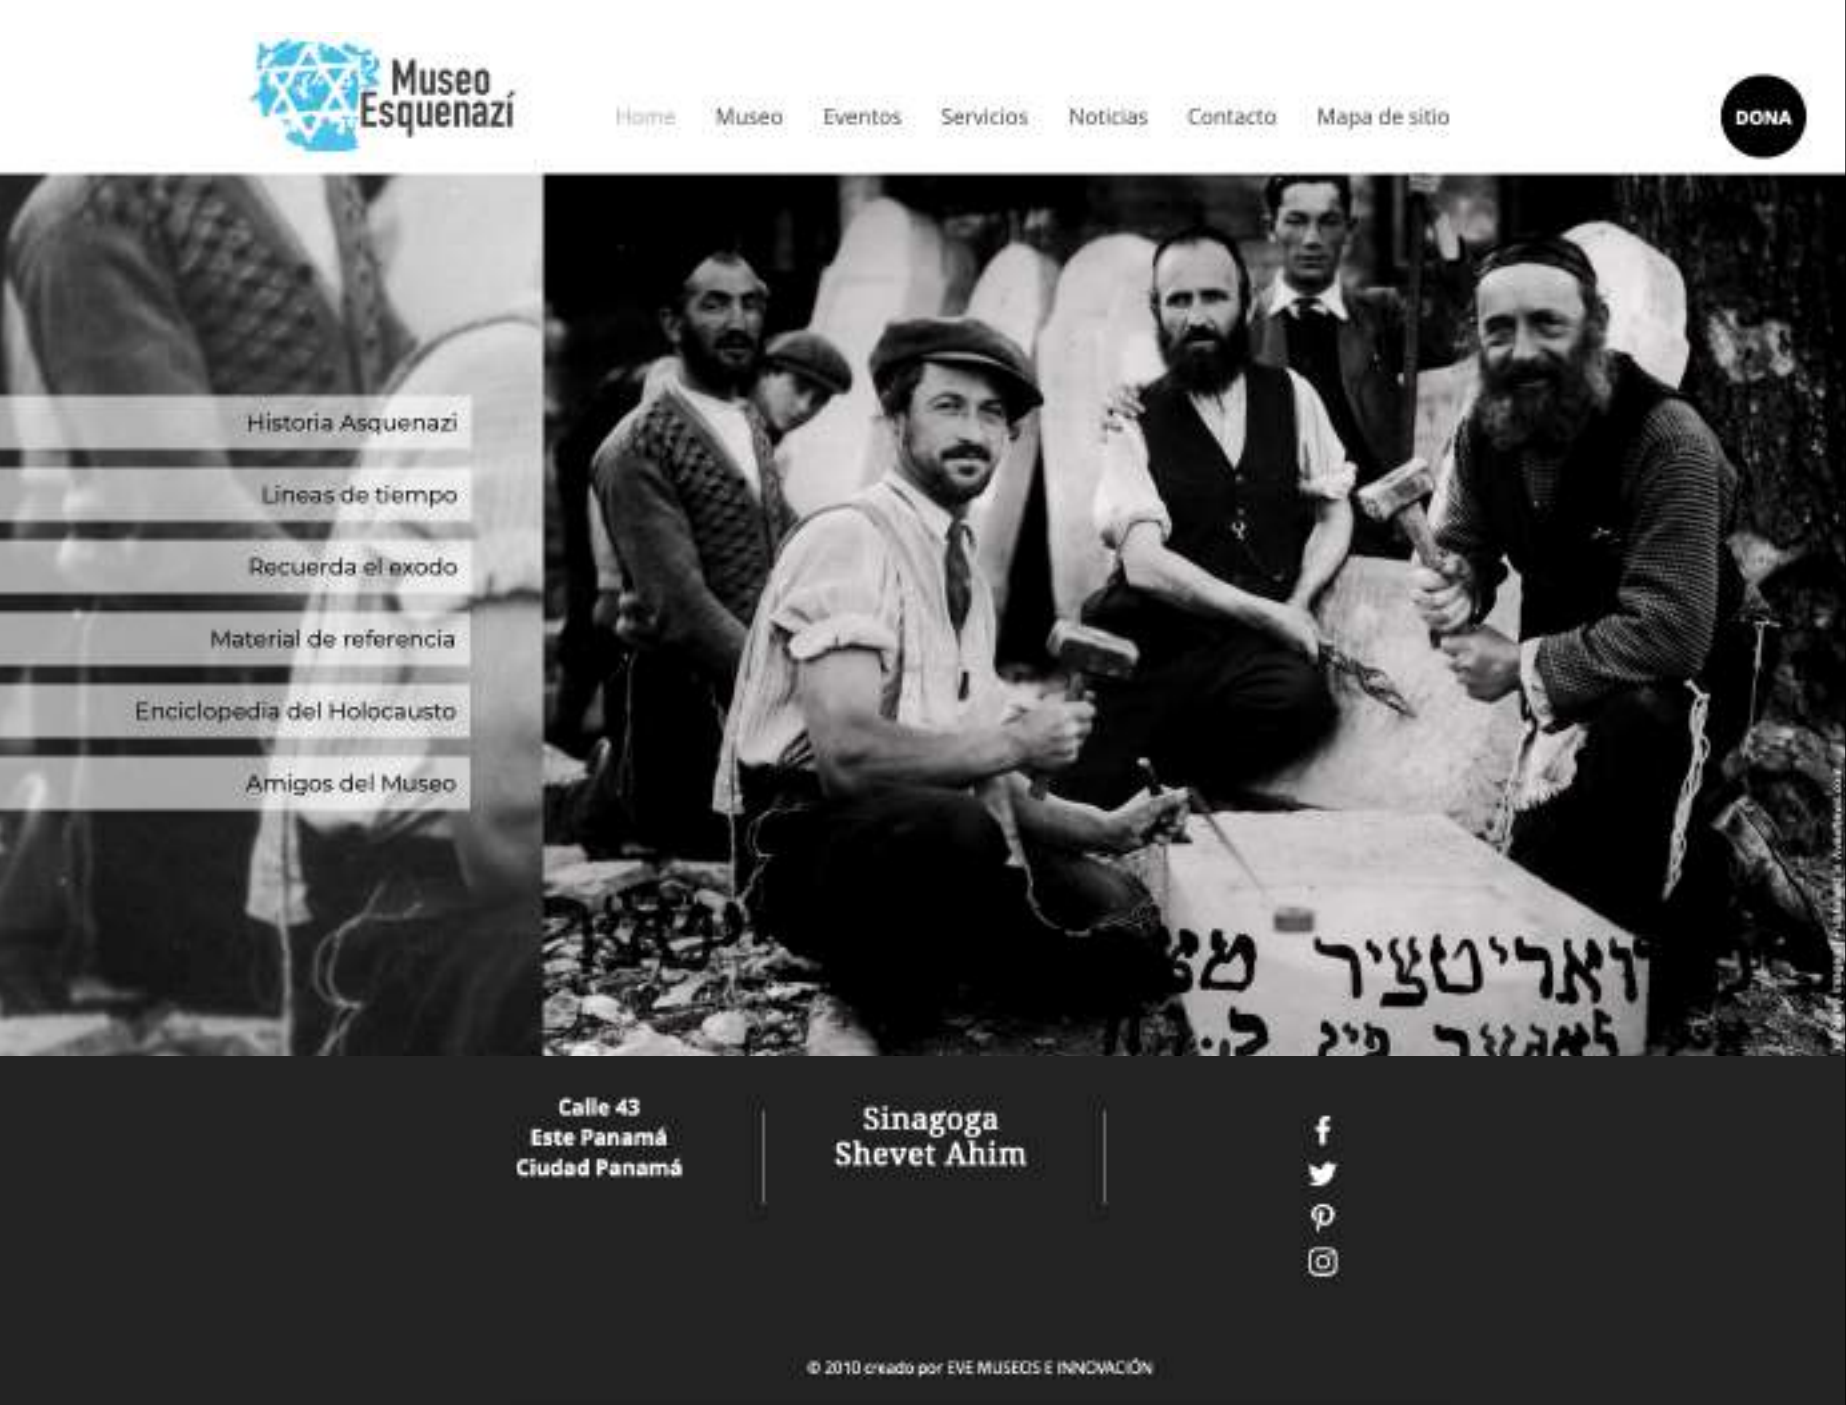 Museo
Esquenazí
Home Museo Eventos Servicios Noticias Contacto Mapa de sitio
DONA
Historia Asquenazi
Lineas de tiempo
Recuerda el exodo
Material de referencia
Enciclopedia del Holocausto
Amigos del Museo
וואריטציר
Calle 43
Este Panamá
Ciudad Panamá
Sinagoga
Shevet Ahim
© 2010 creado por EVE MUSEOS E INNOVACIÓN